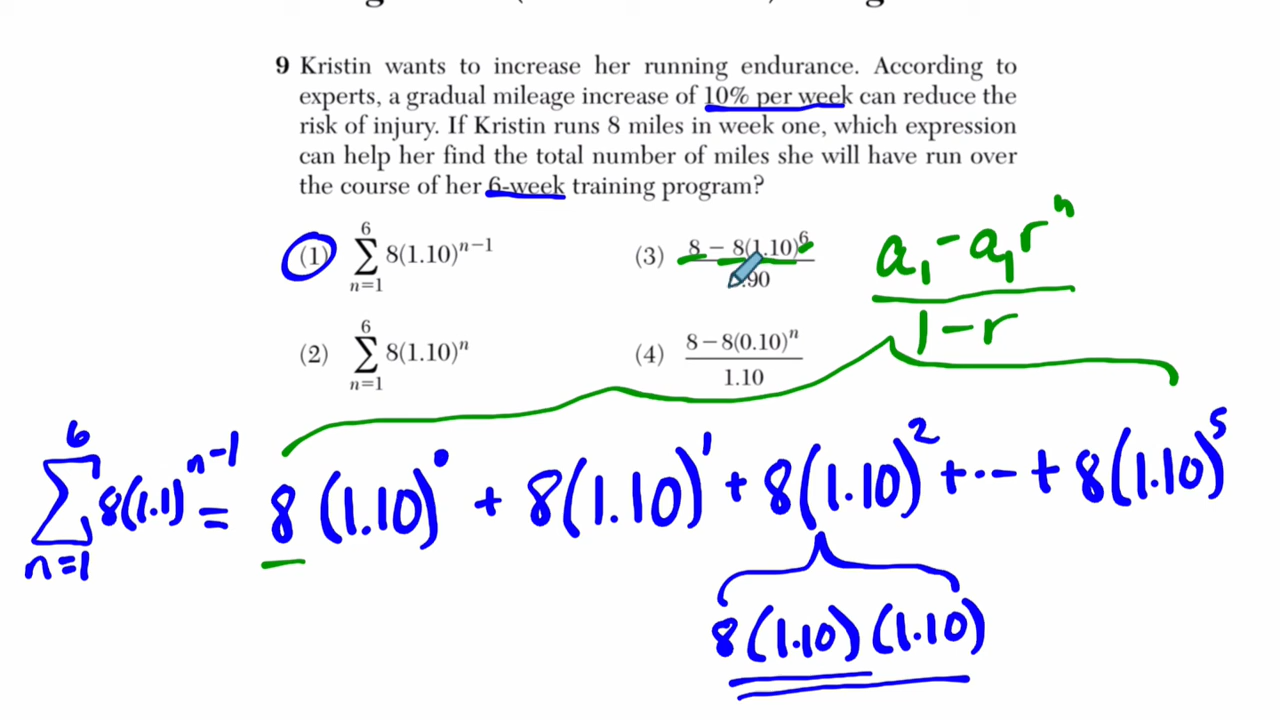 9 Kristin wants to increase her running endurance. According to
experts, a gradual mileage increase of 10% per week can reduce the
risk of injury. If Kristin runs 8 miles in week one, which expression
can help her find the total number of miles she will have run over
the course of her 6-week training program?
(1) ∑_{n=1}^{6} 8(1.10)^{n−1}
(3) (8 − 8(1.10)^6) / .90
(2) ∑_{n=1}^{6} 8(1.10)^n
(4) (8 − 8(0.10)^n) / 1.10
(a₁ − a₁r^n) / (1 − r)
∑_{n=1}^{6} 8(1.1)^{n−1} = 8(1.10)^0 + 8(1.10)^1 + 8(1.10)^2 + ⋯ + 8(1.10)^5
8(1.10)(1.10)